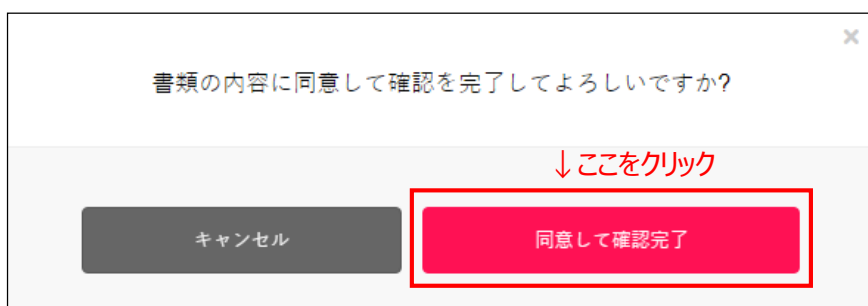 ×
書類の内容に同意して確認を完了してよろしいですか?
↓ここをクリック
キャンセル
同意して確認完了